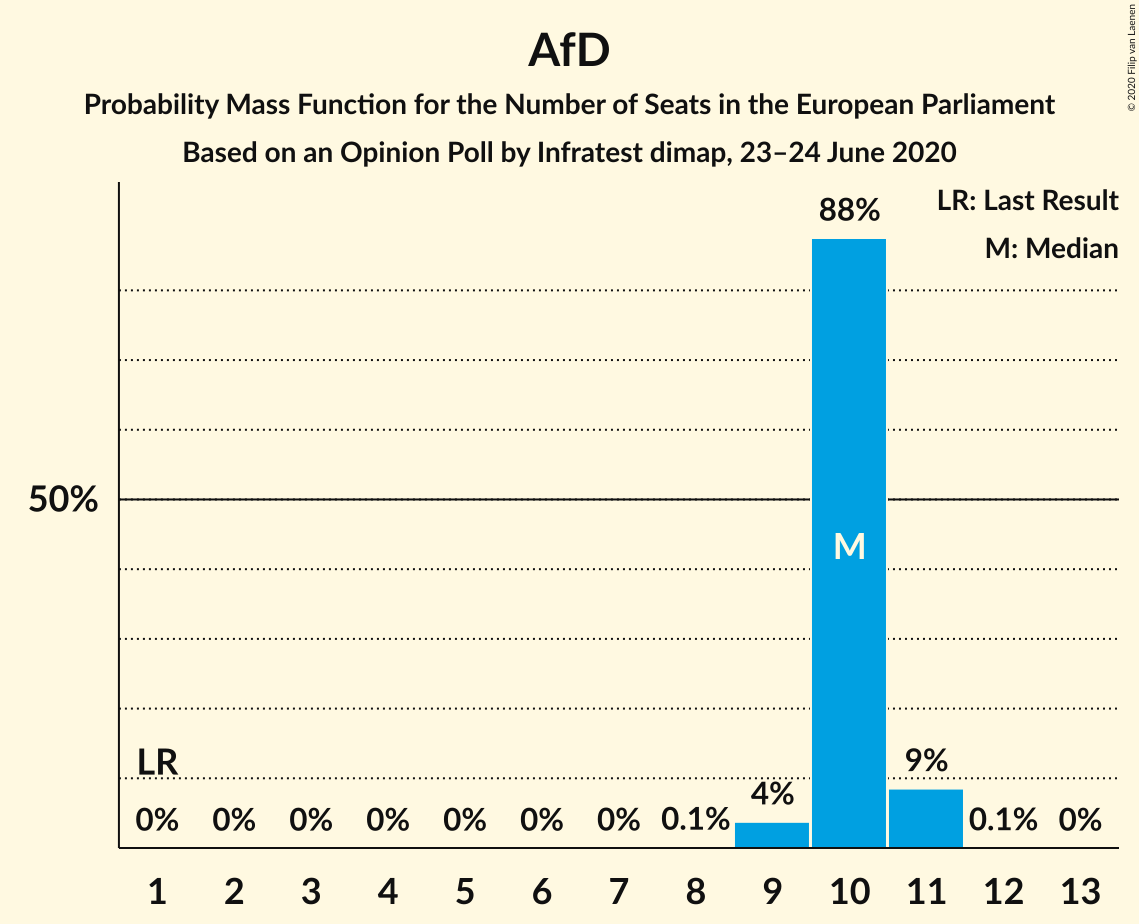 AfD
Probability Mass Function for the Number of Seats in the European Parliament
Based on an Opinion Poll by Infratest dimap, 23–24 June 2020
© 2020 Filip van Laenen
LR: Last Result
M: Median
88%
50%
M
LR
9%
4%
0% 0% 0% 0% 0% 0% 0% 0.1% 0.1% 0%
1 2 3 4 5 6 7 8 9 10 11 12 13